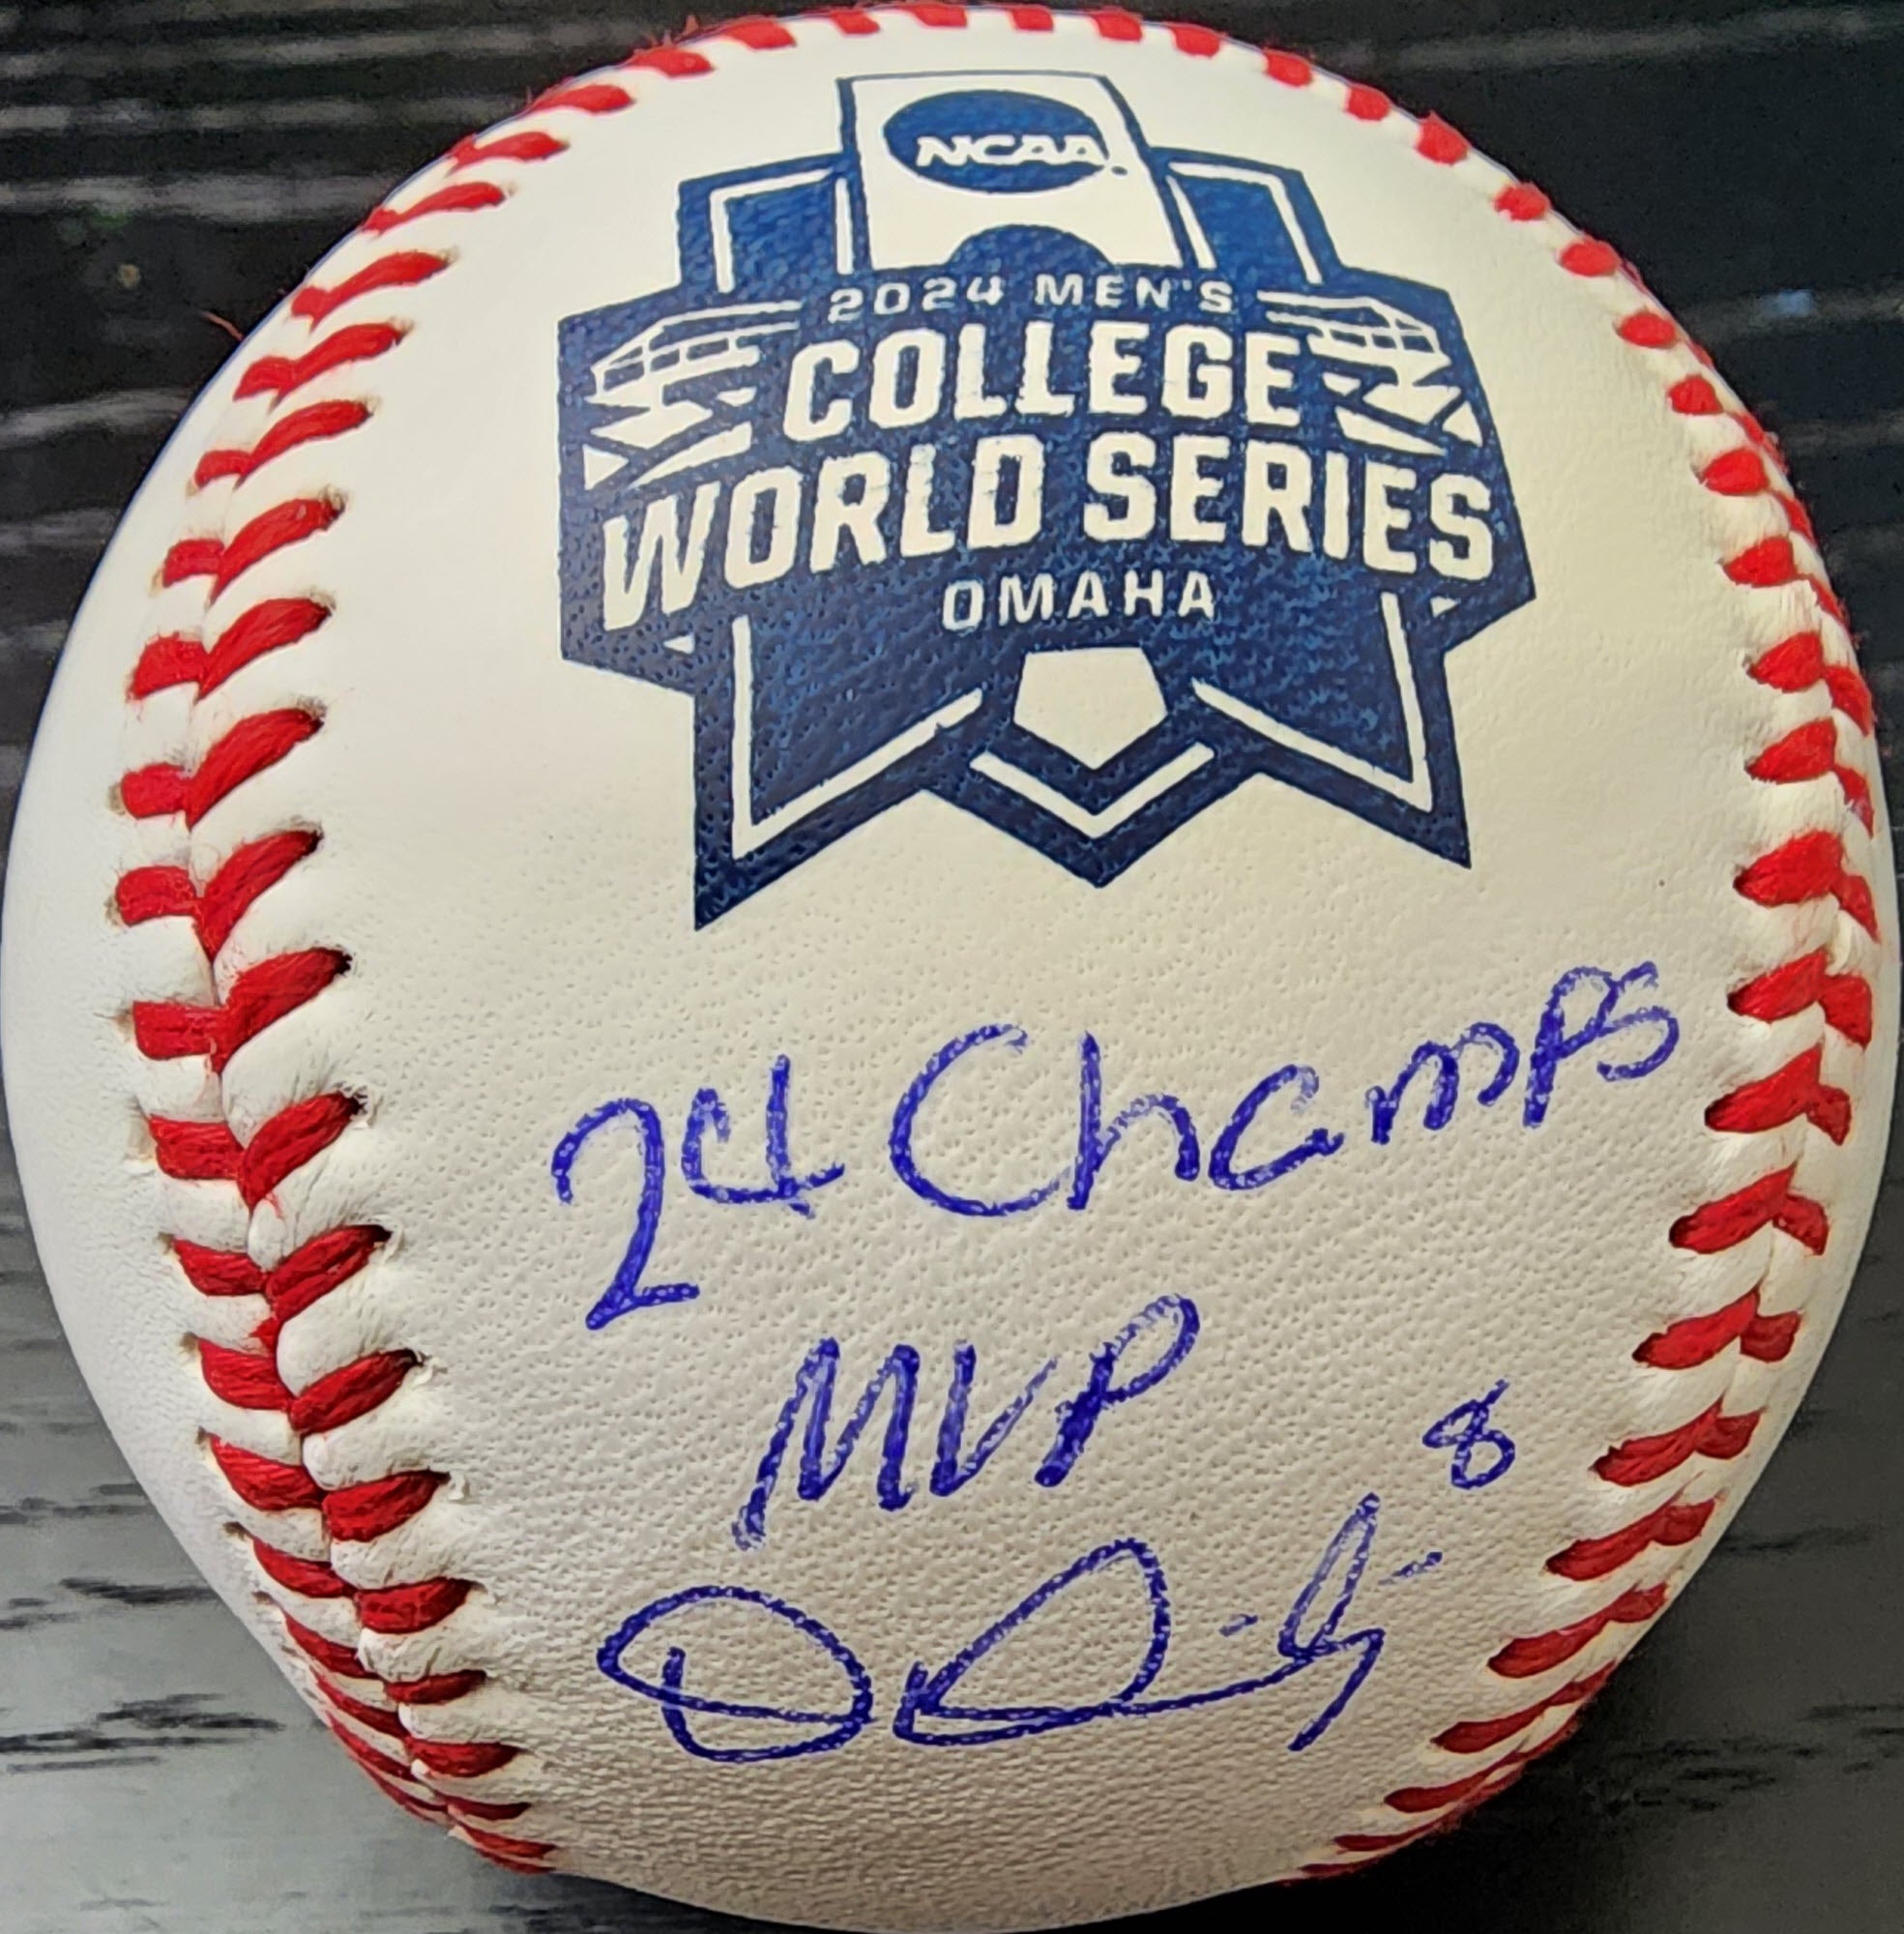 NCAA
2024 MEN'S
COLLEGE
WORLD SERIES
OMAHA
24 Champs
MVP
8